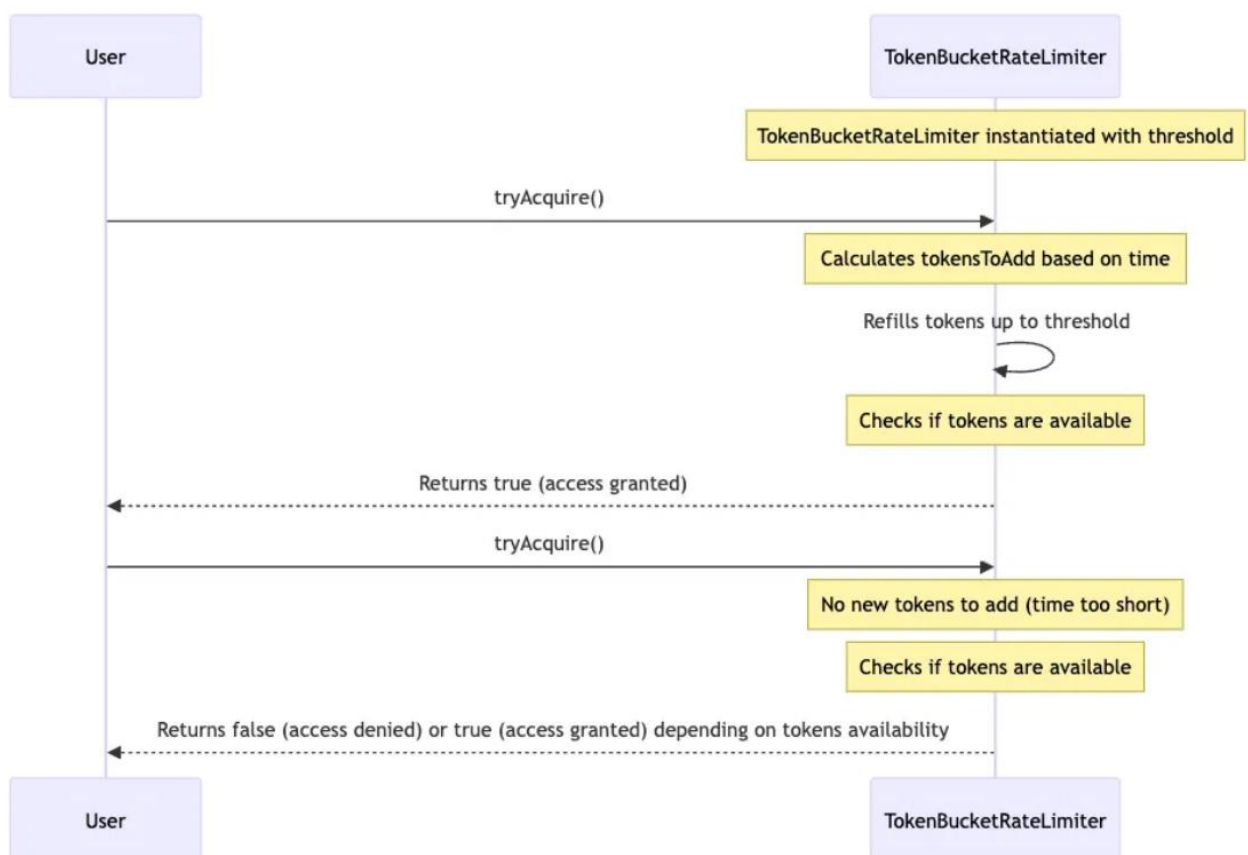 User
TokenBucketRateLimiter
TokenBucketRateLimiter instantiated with threshold
tryAcquire()
Calculates tokensToAdd based on time
Refills tokens up to threshold
Checks if tokens are available
Returns true (access granted)
tryAcquire()
No new tokens to add (time too short)
Checks if tokens are available
Returns false (access denied) or true (access granted) depending on tokens availability
User
TokenBucketRateLimiter